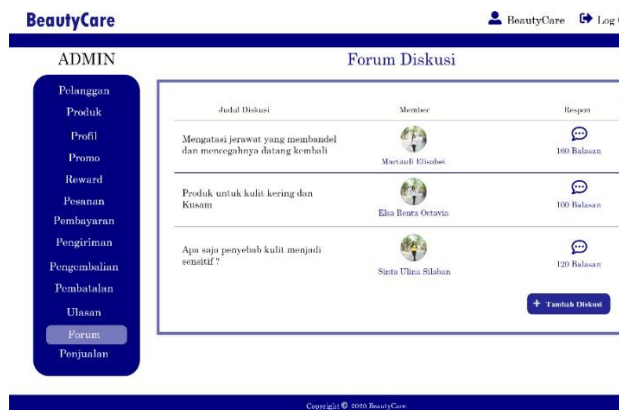 BeautyCare
BeautyCare Log
ADMIN
Forum Diskusi
Pelanggan
Produk
Profil
Promo
Reward
Pesanan
Pembayaran
Pengiriman
Pengembalian
Pembatalan
Ulasan
Forum
Penjualan
Judul Diskusi
Member
Respon
Mengatasi jerawat yang membandel
dan mencegahnya datang kembali
Elisabet
160 Balasan
Produk untuk kulit kering dan
Kusam
Elsa Renta Octavia
100 Balasan
Apa saja penyebab kulit menjadi
sensitif ?
Sinta Ulina Silaban
120 Balasan
+ Tambah Diskusi
Copyright © 2020 BeautyCare